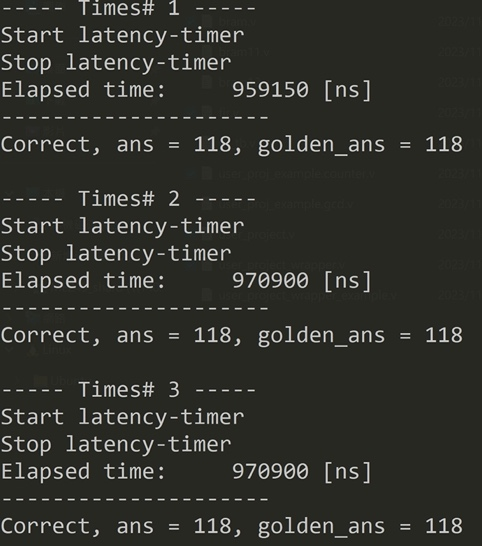 ----- Times# 1 -----
Start latency-timer
Stop latency-timer
Elapsed time:      959150 [ns]
---------------------
Correct, ans = 118, golden_ans = 118
----- Times# 2 -----
Start latency-timer
Stop latency-timer
Elapsed time:      970900 [ns]
---------------------
Correct, ans = 118, golden_ans = 118
----- Times# 3 -----
Start latency-timer
Stop latency-timer
Elapsed time:      970900 [ns]
---------------------
Correct, ans = 118, golden_ans = 118